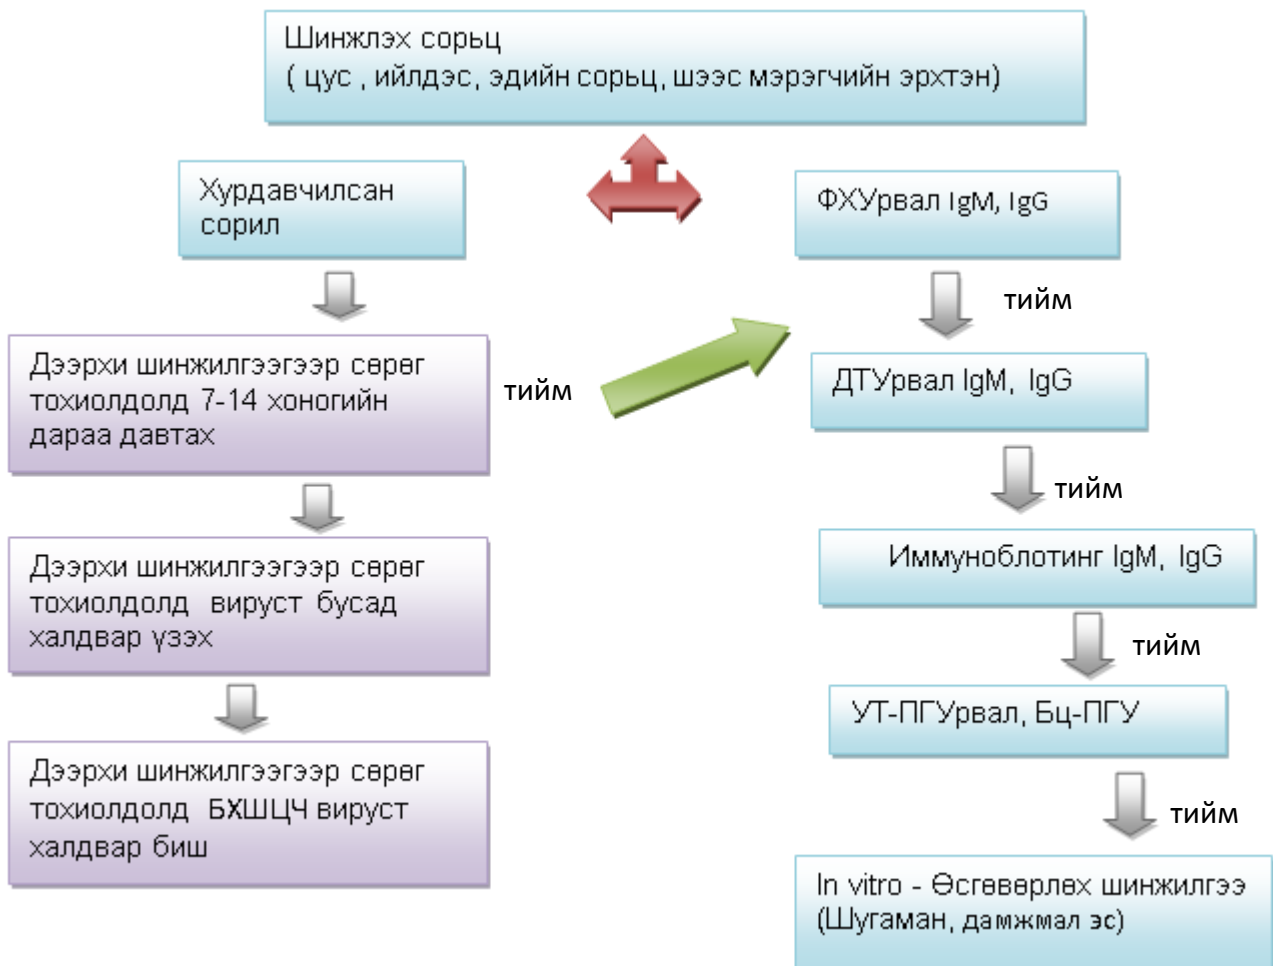 Шинжлэх сорьц
( цус , ийлдэс, эдийн сорьц, шээс мэрэгчийн эрхтэн)
Хурдавчилсан
сорил
Дээрхи шинжилгээгээр сөрөг
тохиолдолд 7-14 хоногийн
дараа давтах
тийм
Дээрхи шинжилгээгээр сөрөг
тохиолдолд вируст бусад
халдвар үзэх
Дээрхи шинжилгээгээр сөрөг
тохиолдолд БХШЦЧ вируст
халдвар биш
ФХУрвал IgM, IgG
тийм
ДТУрвал IgM, IgG
тийм
Иммуноблотинг IgM, IgG
тийм
УТ-ПГУрвал, Бц-ПГУ
тийм
In vitro - Өсгөвөрлөх шинжилгээ
(Шугаман, дамжмал эс)